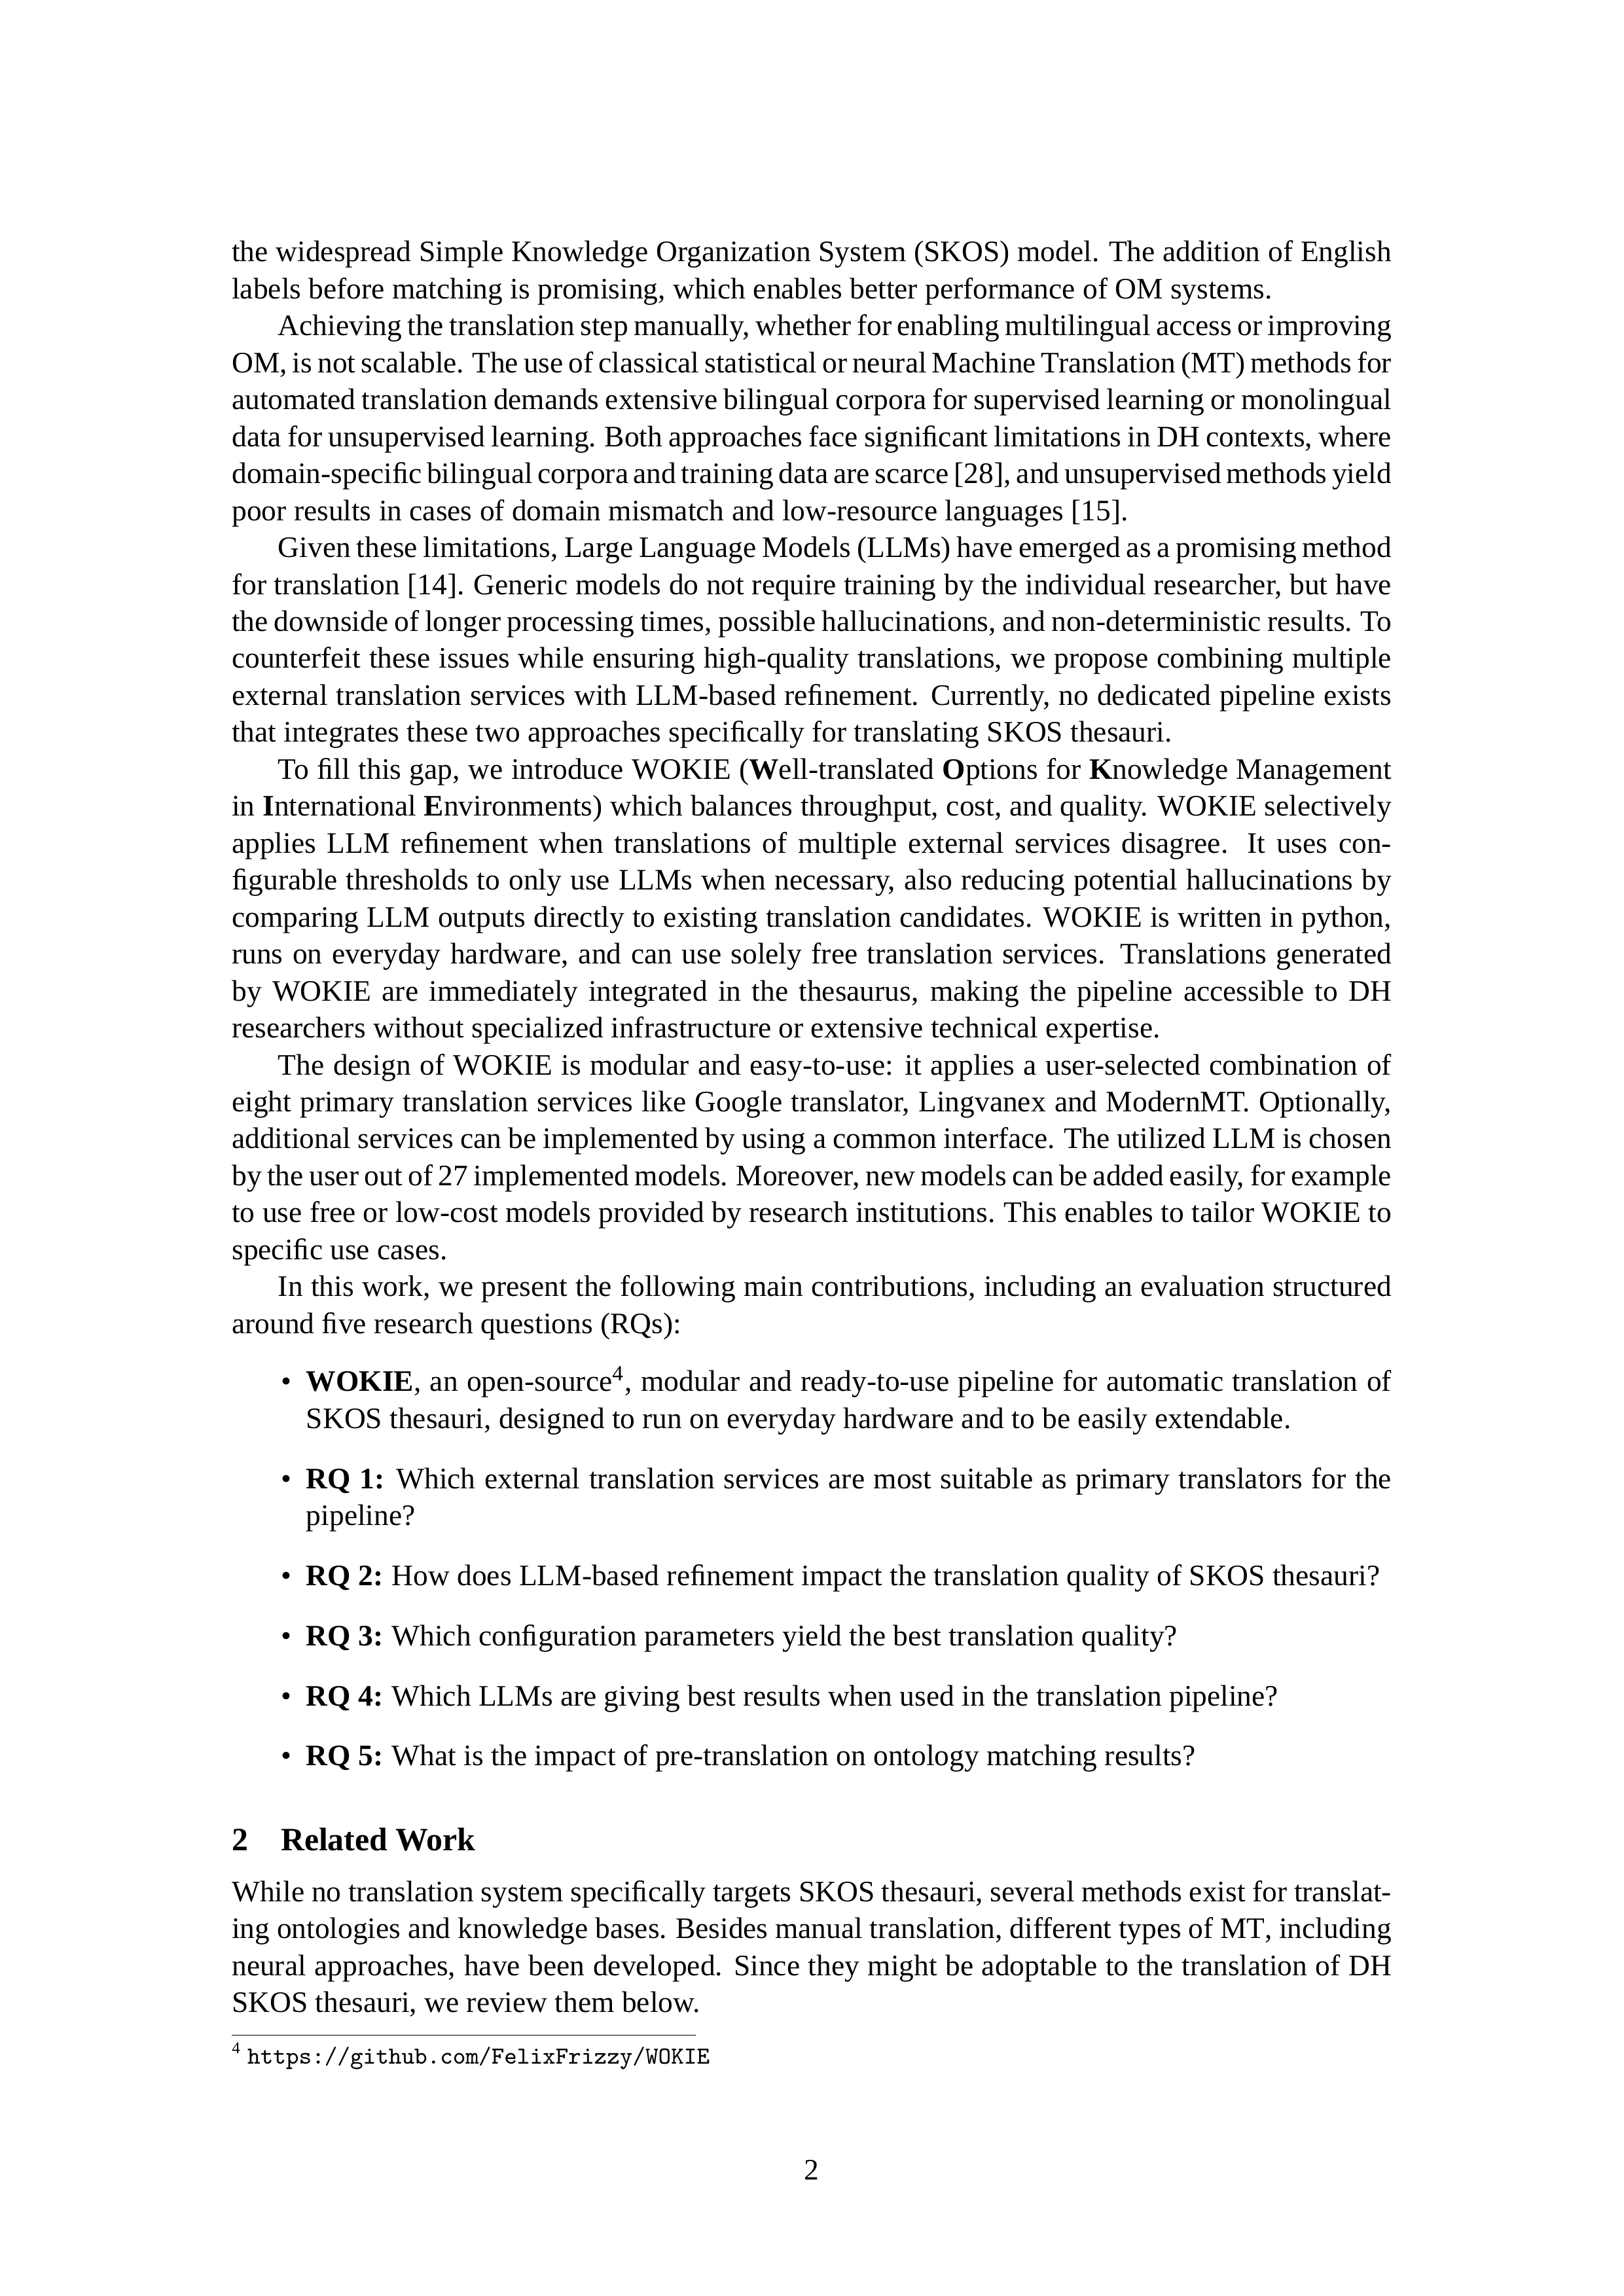 the widespread Simple Knowledge Organization System (SKOS) model. The addition of English
labels before matching is promising, which enables better performance of OM systems.
Achieving the translation step manually, whether for enabling multilingual access or improving
OM, is not scalable. The use of classical statistical or neural Machine Translation (MT) methods for
automated translation demands extensive bilingual corpora for supervised learning or monolingual
data for unsupervised learning. Both approaches face significant limitations in DH contexts, where
domain-specific bilingual corpora and training data are scarce [28], and unsupervised methods yield
poor results in cases of domain mismatch and low-resource languages [15].
Given these limitations, Large Language Models (LLMs) have emerged as a promising method
for translation [14]. Generic models do not require training by the individual researcher, but have
the downside of longer processing times, possible hallucinations, and non-deterministic results. To
counterfeit these issues while ensuring high-quality translations, we propose combining multiple
external translation services with LLM-based refinement. Currently, no dedicated pipeline exists
that integrates these two approaches specifically for translating SKOS thesauri.
To fill this gap, we introduce WOKIE (Well-translated Options for Knowledge Management
in International Environments) which balances throughput, cost, and quality. WOKIE selectively
applies LLM refinement when translations of multiple external services disagree. It uses con-
figurable thresholds to only use LLMs when necessary, also reducing potential hallucinations by
comparing LLM outputs directly to existing translation candidates. WOKIE is written in python,
runs on everyday hardware, and can use solely free translation services. Translations generated
by WOKIE are immediately integrated in the thesaurus, making the pipeline accessible to DH
researchers without specialized infrastructure or extensive technical expertise.
The design of WOKIE is modular and easy-to-use: it applies a user-selected combination of
eight primary translation services like Google translator, Lingvanex and ModernMT. Optionally,
additional services can be implemented by using a common interface. The utilized LLM is chosen
by the user out of 27 implemented models. Moreover, new models can be added easily, for example
to use free or low-cost models provided by research institutions. This enables to tailor WOKIE to
specific use cases.
In this work, we present the following main contributions, including an evaluation structured
around five research questions (RQs):
• WOKIE, an open-source4, modular and ready-to-use pipeline for automatic translation of
SKOS thesauri, designed to run on everyday hardware and to be easily extendable.
• RQ 1: Which external translation services are most suitable as primary translators for the
pipeline?
• RQ 2: How does LLM-based refinement impact the translation quality of SKOS thesauri?
• RQ 3: Which configuration parameters yield the best translation quality?
• RQ 4: Which LLMs are giving best results when used in the translation pipeline?
• RQ 5: What is the impact of pre-translation on ontology matching results?
2 Related Work
While no translation system specifically targets SKOS thesauri, several methods exist for translat-
ing ontologies and knowledge bases. Besides manual translation, different types of MT, including
neural approaches, have been developed. Since they might be adoptable to the translation of DH
SKOS thesauri, we review them below.
4 https://github.com/FelixFrizzy/WOKIE
2